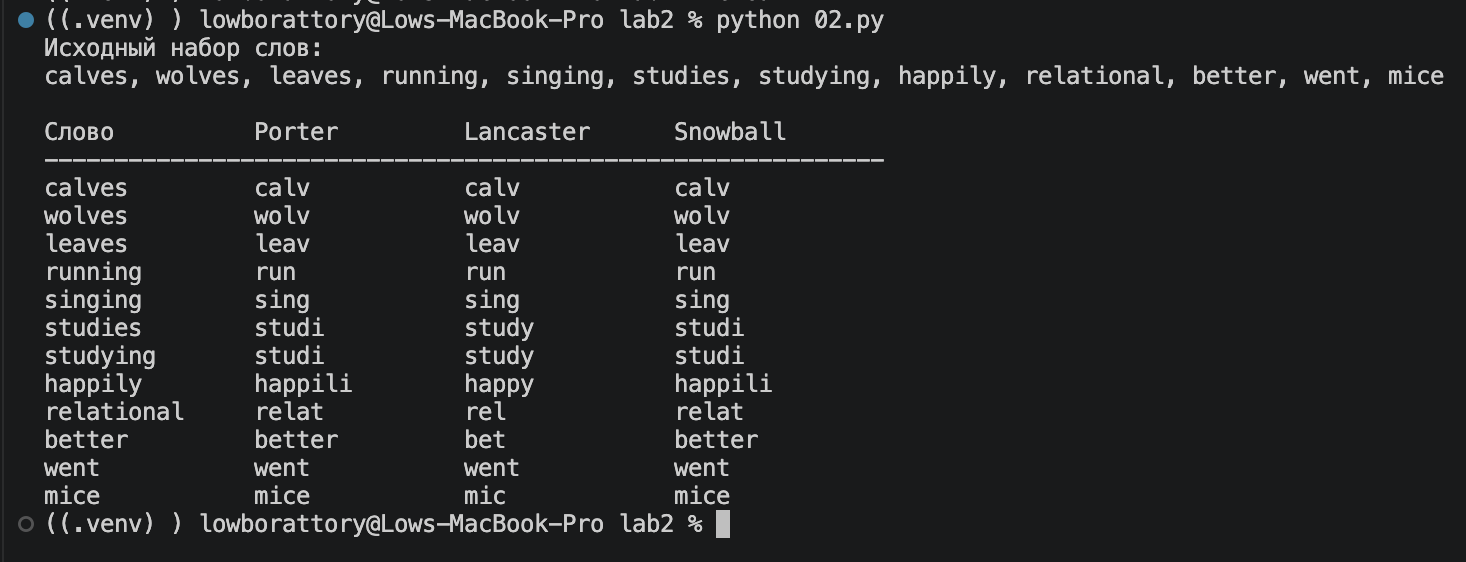 ((.venv) ) lowborattory@Lows-MacBook-Pro lab2 % python 02.py
Исходный набор слов:
calves, wolves, leaves, running, singing, studies, studying, happily, relational, better, went, mice
Слово Porter Lancaster Snowball
------------------------------------------------------------
calves calv calv calv
wolves wolv wolv wolv
leaves leav leav leav
running run run run
singing sing sing sing
studies studi study studi
studying studi study studi
happily happili happy happili
relational relat rel relat
better better bet better
went went went went
mice mice mic mice
((.venv) ) lowborattory@Lows-MacBook-Pro lab2 %